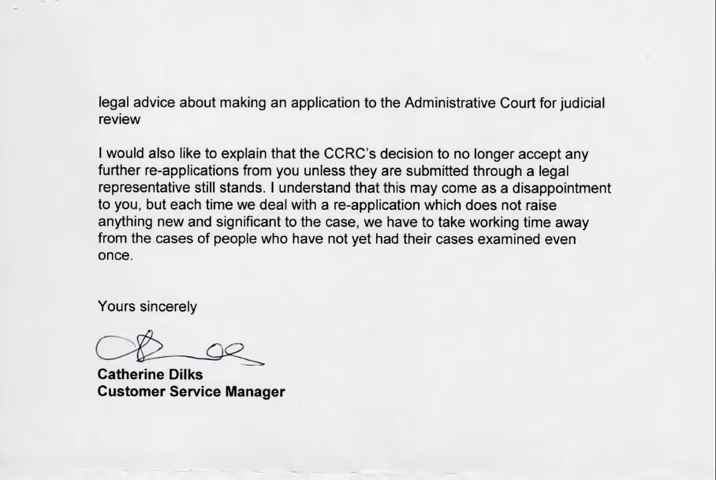 legal advice about making an application to the Administrative Court for judicial
review
I would also like to explain that the CCRC's decision to no longer accept any
further re-applications from you unless they are submitted through a legal
representative still stands. I understand that this may come as a disappointment
to you, but each time we deal with a re-application which does not raise
anything new and significant to the case, we have to take working time away
from the cases of people who have not yet had their cases examined even
once.
Yours sincerely
Catherine Dilks
Customer Service Manager